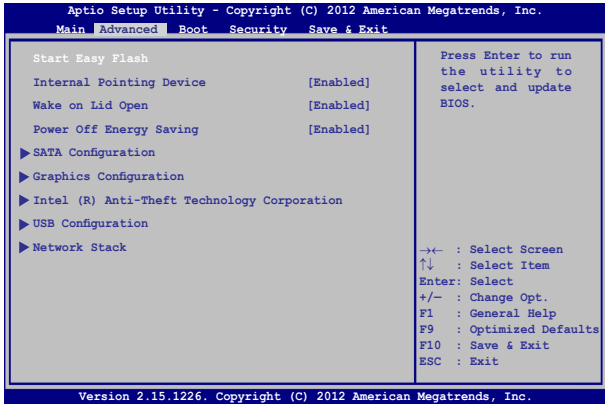 Aptio Setup Utility - Copyright (C) 2012 American Megatrends, Inc.
Main Advanced Boot Security Save & Exit
Start Easy Flash
Internal Pointing Device [Enabled]
Wake on Lid Open [Enabled]
Power Off Energy Saving [Enabled]
SATA Configuration
Graphics Configuration
Intel (R) Anti-Theft Technology Corporation
USB Configuration
Network Stack
Press Enter to run
the utility to
select and update
BIOS.
→← : Select Screen
↑↓ : Select Item
Enter: Select
+/— : Change Opt.
F1 : General Help
F9 : Optimized Defaults
F10 : Save & Exit
ESC : Exit
Version 2.15.1226. Copyright (C) 2012 American Megatrends, Inc.